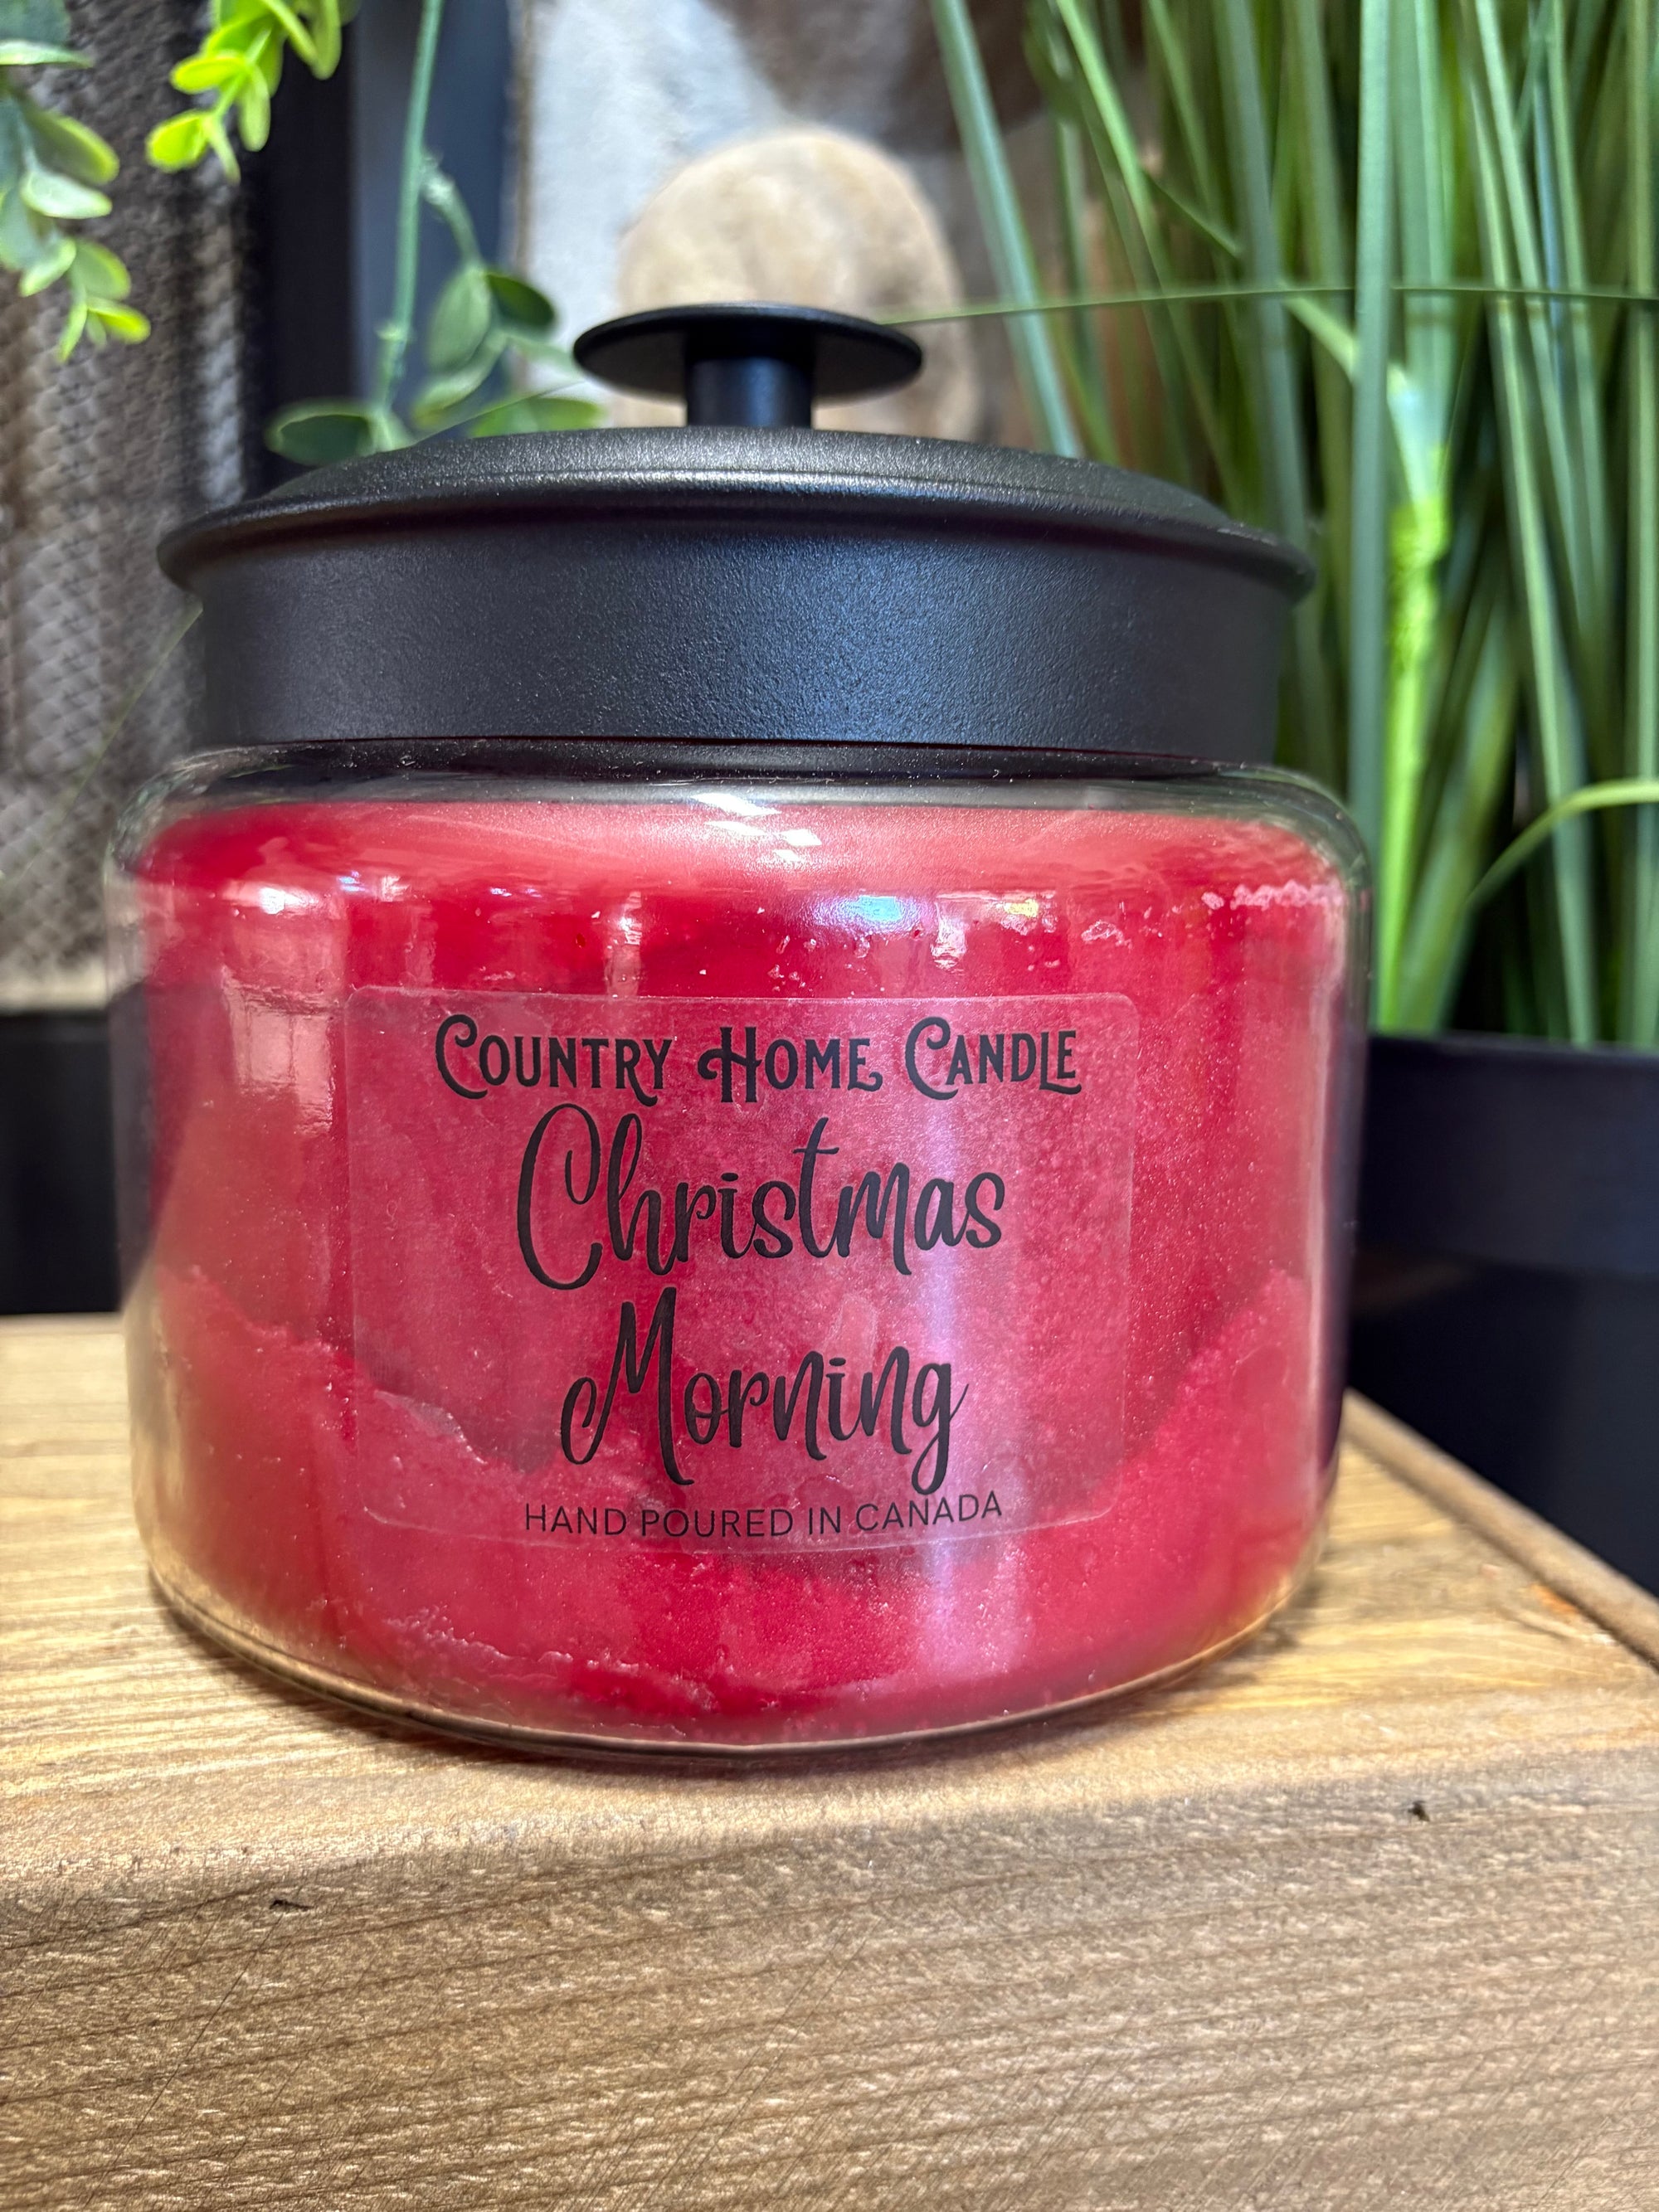 Country Home Candle
Christmas
Morning
HAND POURED IN CANADA